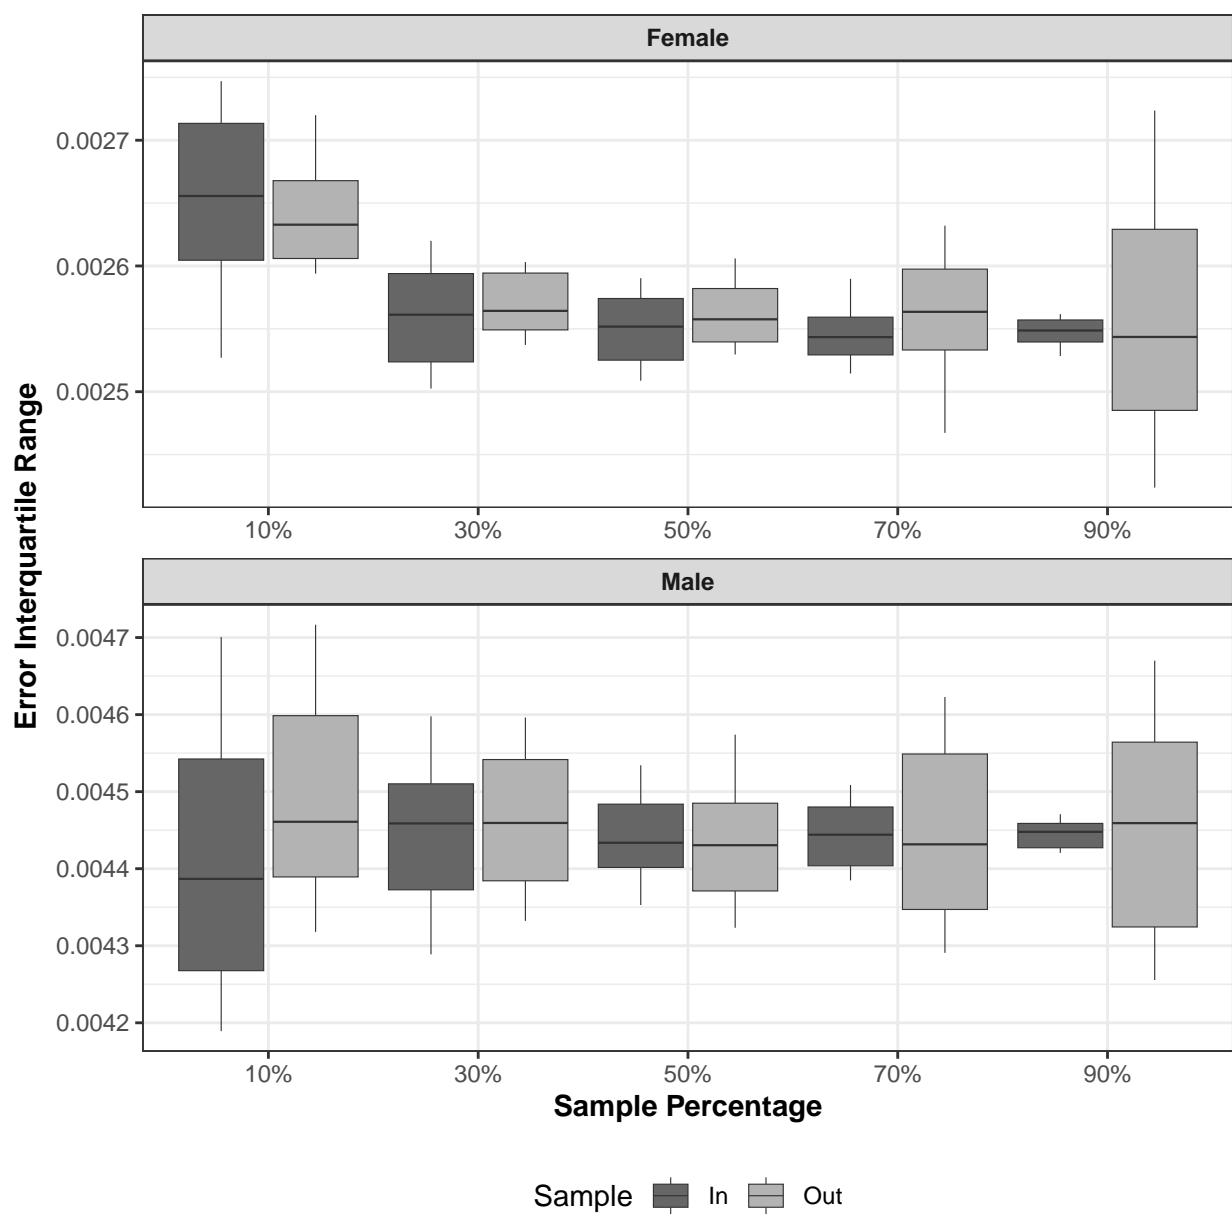 Female
0.0027
0.0026
0.0025
10% 30% 50% 70% 90%
Error Interquartile Range
Male
0.0047
0.0046
0.0045
0.0044
0.0043
0.0042
10% 30% 50% 70% 90%
Sample Percentage
Sample In Out